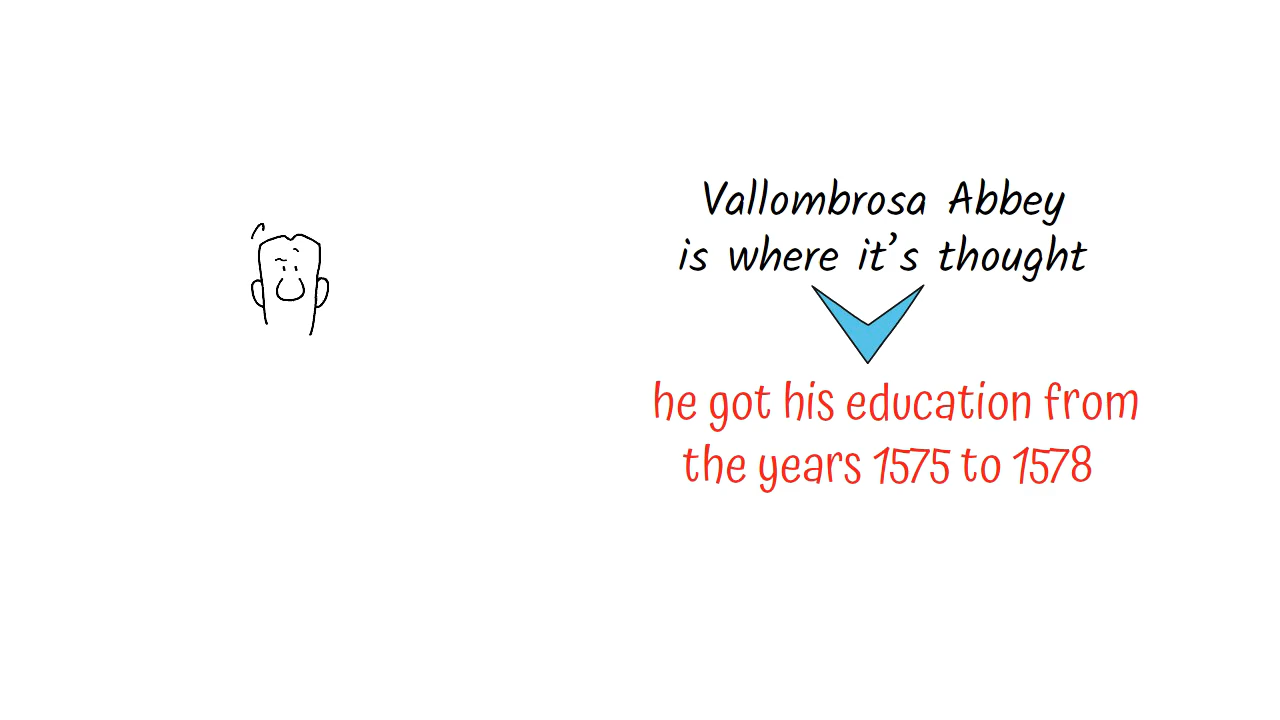 Vallombrosa Abbey
is where it's thought
he got his education from
the years 1575 to 1578